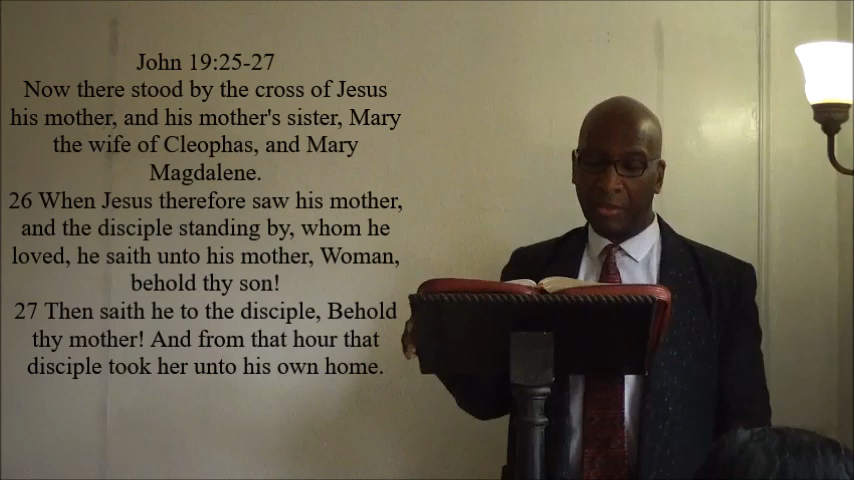 John 19:25-27
Now there stood by the cross of Jesus
his mother, and his mother's sister, Mary
the wife of Cleophas, and Mary
Magdalene.
26 When Jesus therefore saw his mother,
and the disciple standing by, whom he
loved, he saith unto his mother, Woman,
behold thy son!
27 Then saith he to the disciple, Behold
thy mother! And from that hour that
disciple took her unto his own home.